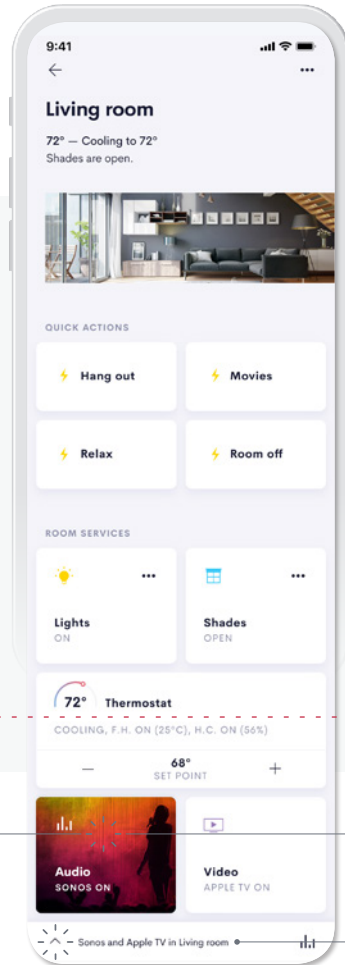 9:41
Living room
72° — Cooling to 72°
Shades are open.
QUICK ACTIONS
Hang out
Movies
Relax
Room off
ROOM SERVICES
Lights
ON
Shades
OPEN
72° Thermostat
COOLING, F.H. ON (25°C), H.C. ON (56%)
68°
SET POINT
Audio
SONOS ON
Video
APPLE TV ON
Sonos and Apple TV in Living room